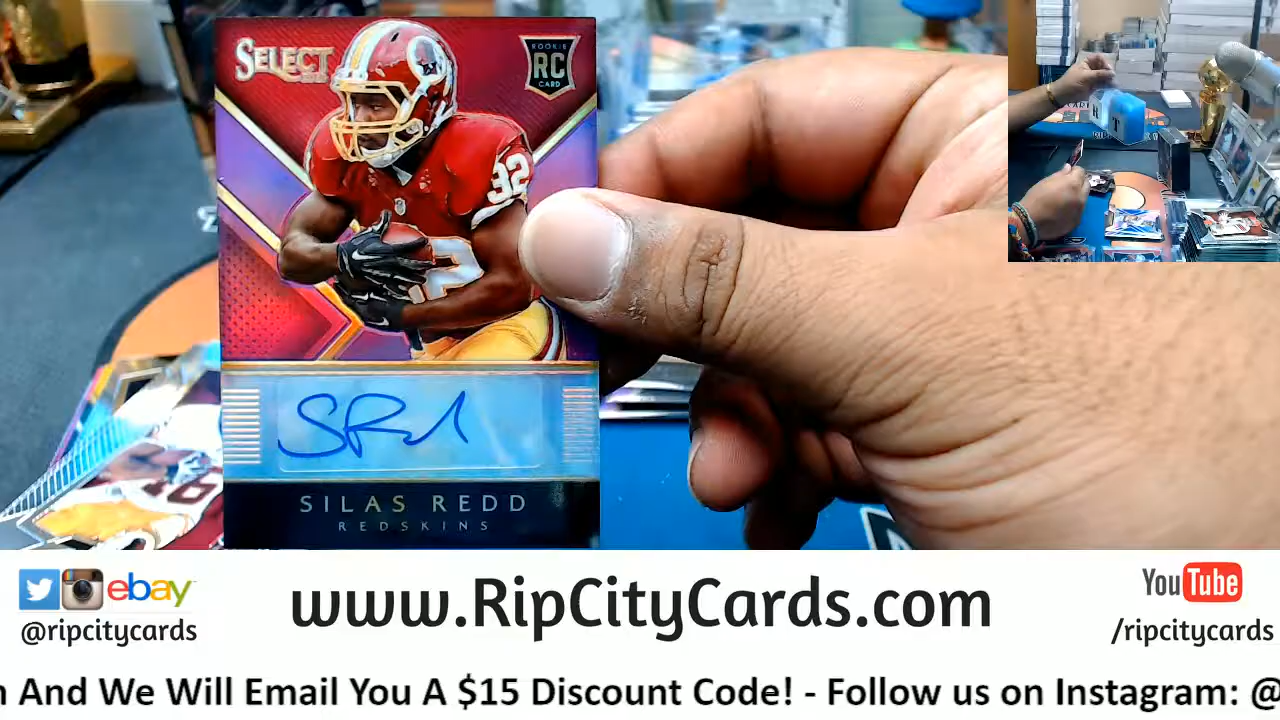 SELECT
ROOKIE
RC
CARD
32
SRd
SILAS REDD
REDSKINS
ebay
@ripcitycards
www.RipCityCards.com
YouTube
/ripcitycards
And We Will Email You A $15 Discount Code! - Follow us on Instagram: @